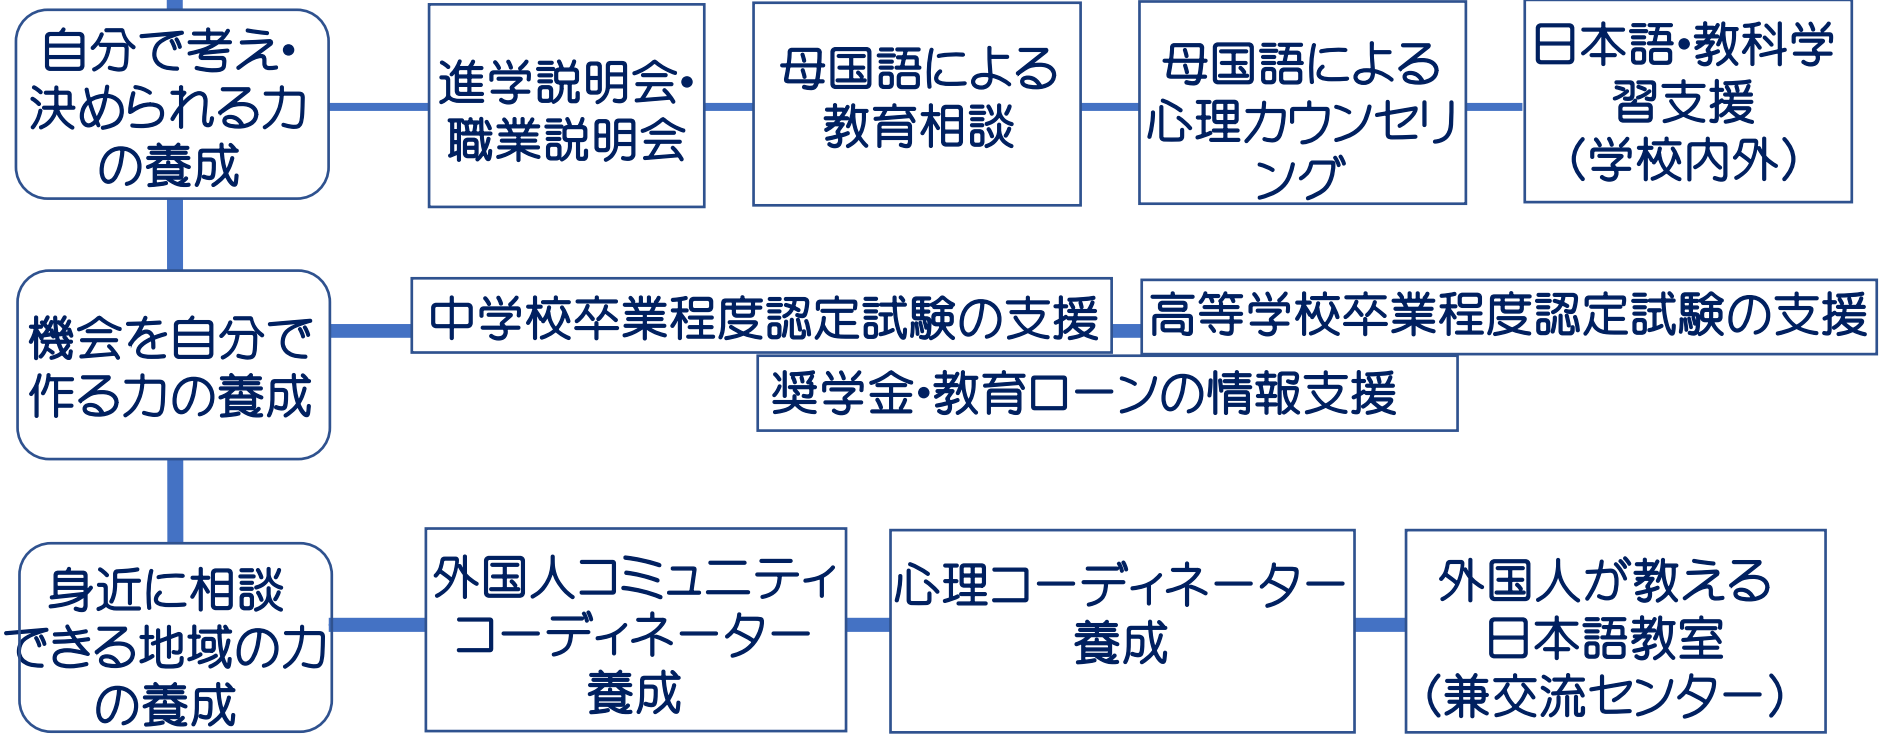 自分で考え・
決められる力
の養成
進学説明会・
職業説明会
母国語による
教育相談
母国語による
心理カウンセリ
ング
日本語・教科学
習支援
（学校内外）
機会を自分で
作る力の養成
中学校卒業程度認定試験の支援
高等学校卒業程度認定試験の支援
奨学金・教育ローンの情報支援
身近に相談
できる地域の力
の養成
外国人コミュニティ
コーディネーター
養成
心理コーディネーター
養成
外国人が教える
日本語教室
（兼交流センター）